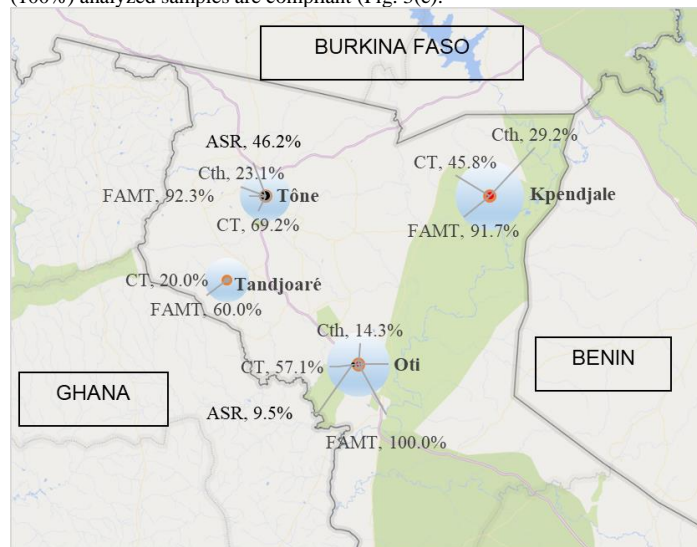 (100%) analyzed samples are compliant (Fig. 3(c).
BURKINA FASO
ASR, 46.2%
Cth, 29.2%
Cth, 23.1%
CT, 45.8%
FAMT, 92.3%
Tône
Kpendjale
CT, 69.2%
FAMT, 91.7%
CT, 20.0%
Tandjoaré
FAMT, 60.0%
Cth, 14.3%
CT, 57.1%
Oti
BENIN
GHANA
ASR, 9.5%
FAMT, 100.0%